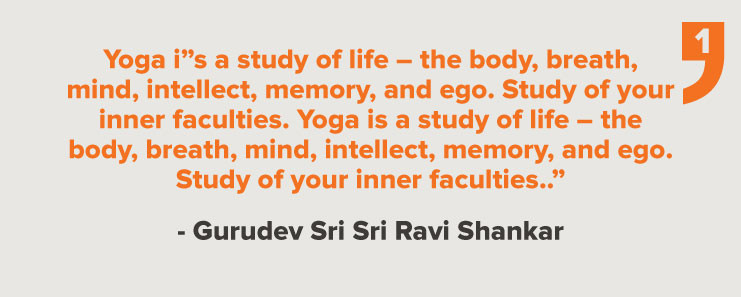 1
Yoga i”s a study of life – the body, breath,
mind, intellect, memory, and ego. Study of your
inner faculties. Yoga is a study of life – the
body, breath, mind, intellect, memory, and ego.
Study of your inner faculties..”
- Gurudev Sri Sri Ravi Shankar